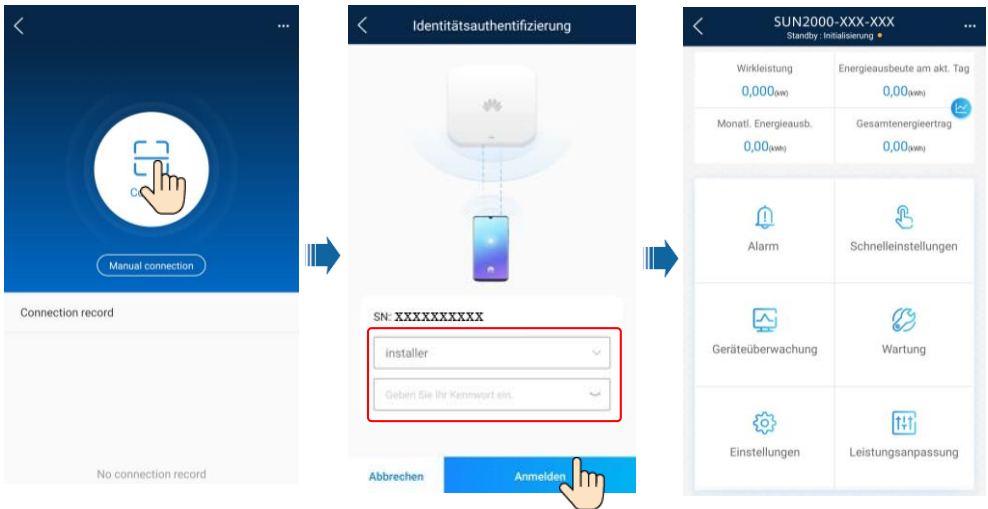 ...
Manual connection
Connection record
No connection record
Identitätsauthentifizierung
SN: XXXXXXXXXX
installer
Geben Sie Ihr Kennwort ein.
Abbrechen
Anmelden
SUN2000-XXX-XXX
...
Standby : Initialisierung
Wirkleistung
Energieausbeute am akt. Tag
0,000(kW)
0,00(kWh)
Monatl. Energieausb.
Gesamtenergieertrag
0,00(kWh)
0,00(kWh)
Alarm
Schnelleinstellungen
Geräteüberwachung
Wartung
Einstellungen
Leistungsanpassung